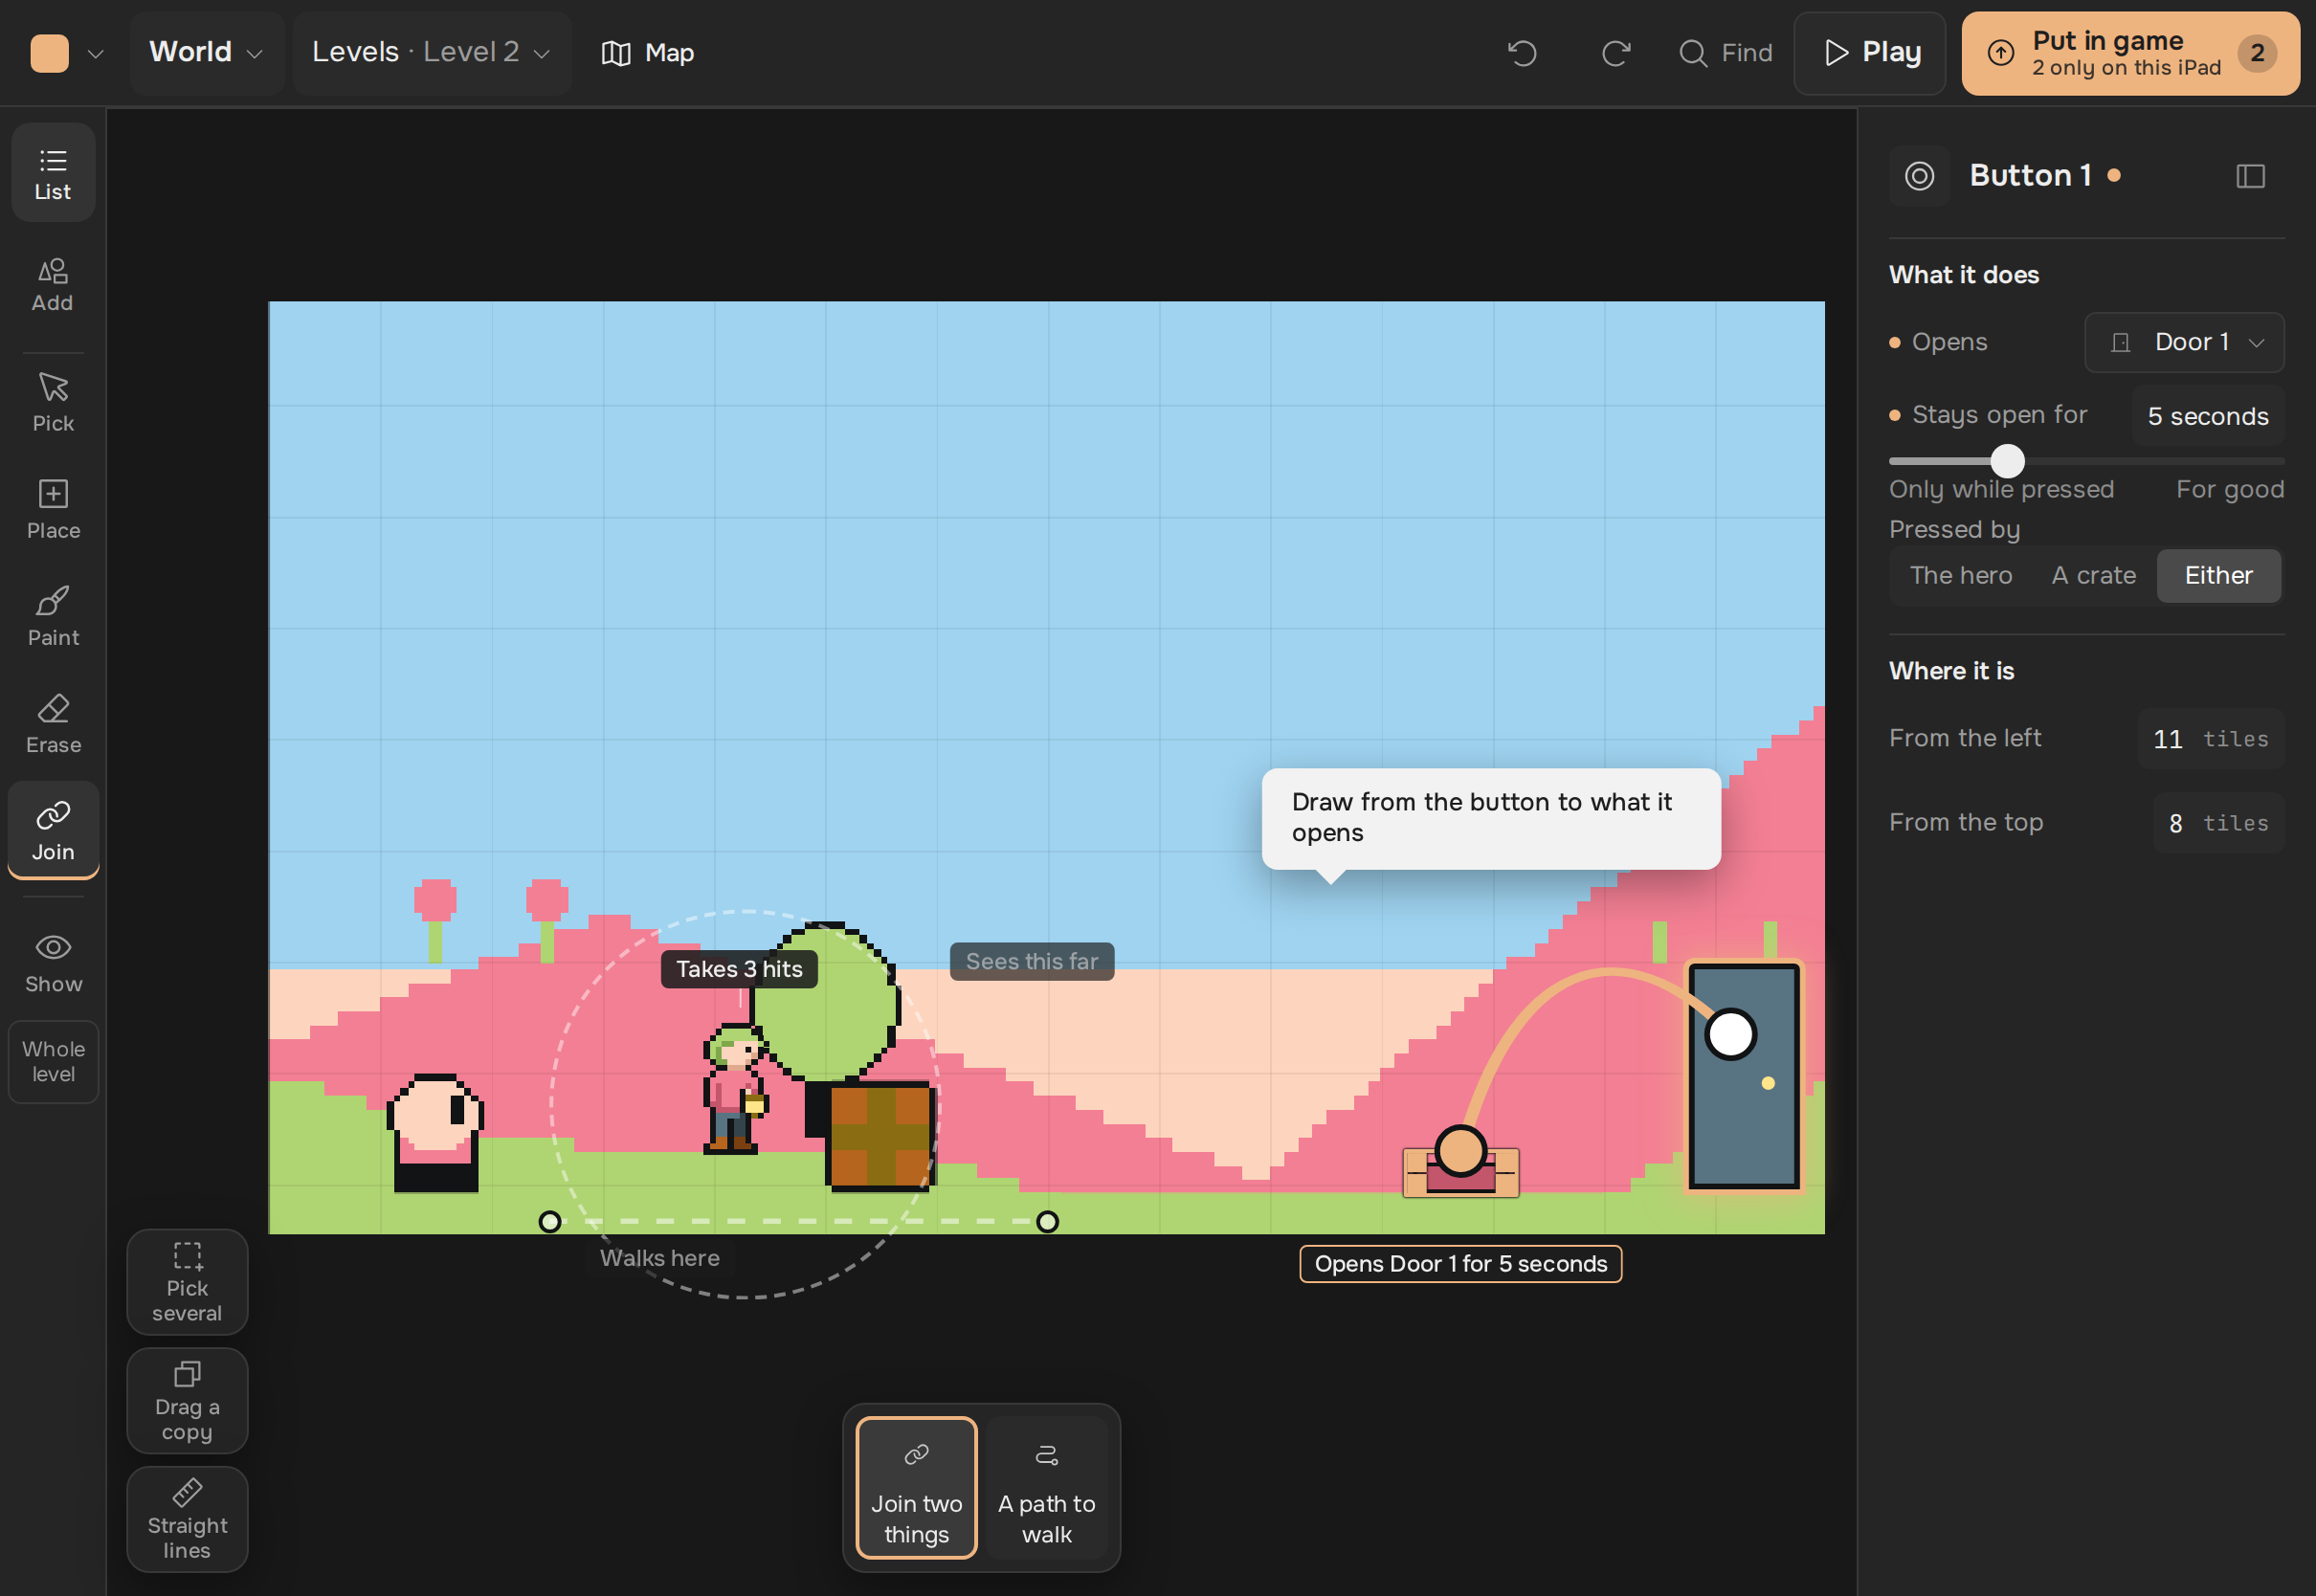 World
Levels · Level 2
Map
Find
Play
Put in game
2 only on this iPad
2
List
Add
Pick
Place
Paint
Erase
Join
Show
Whole
level
Pick
several
Drag a
copy
Straight
lines
Draw from the button to what it
opens
Takes 3 hits
Sees this far
Walks here
Opens Door 1 for 5 seconds
Join two
things
A path to
walk
Button 1
What it does
Opens
Door 1
Stays open for
5 seconds
Only while pressed
For good
Pressed by
The hero
A crate
Either
Where it is
From the left
11 tiles
From the top
8 tiles